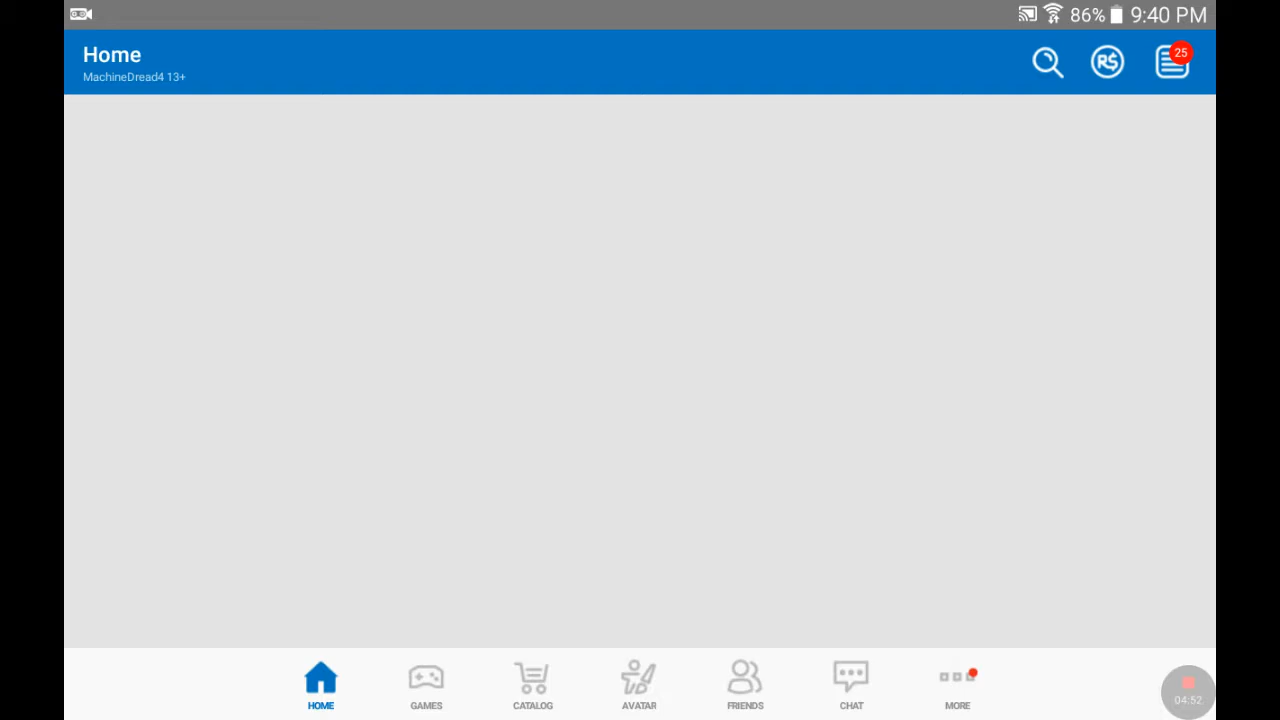 86% 9:40 PM
Home
MachineDread4 13+
R$
25
HOME GAMES CATALOG AVATAR FRIENDS CHAT MORE
04:52